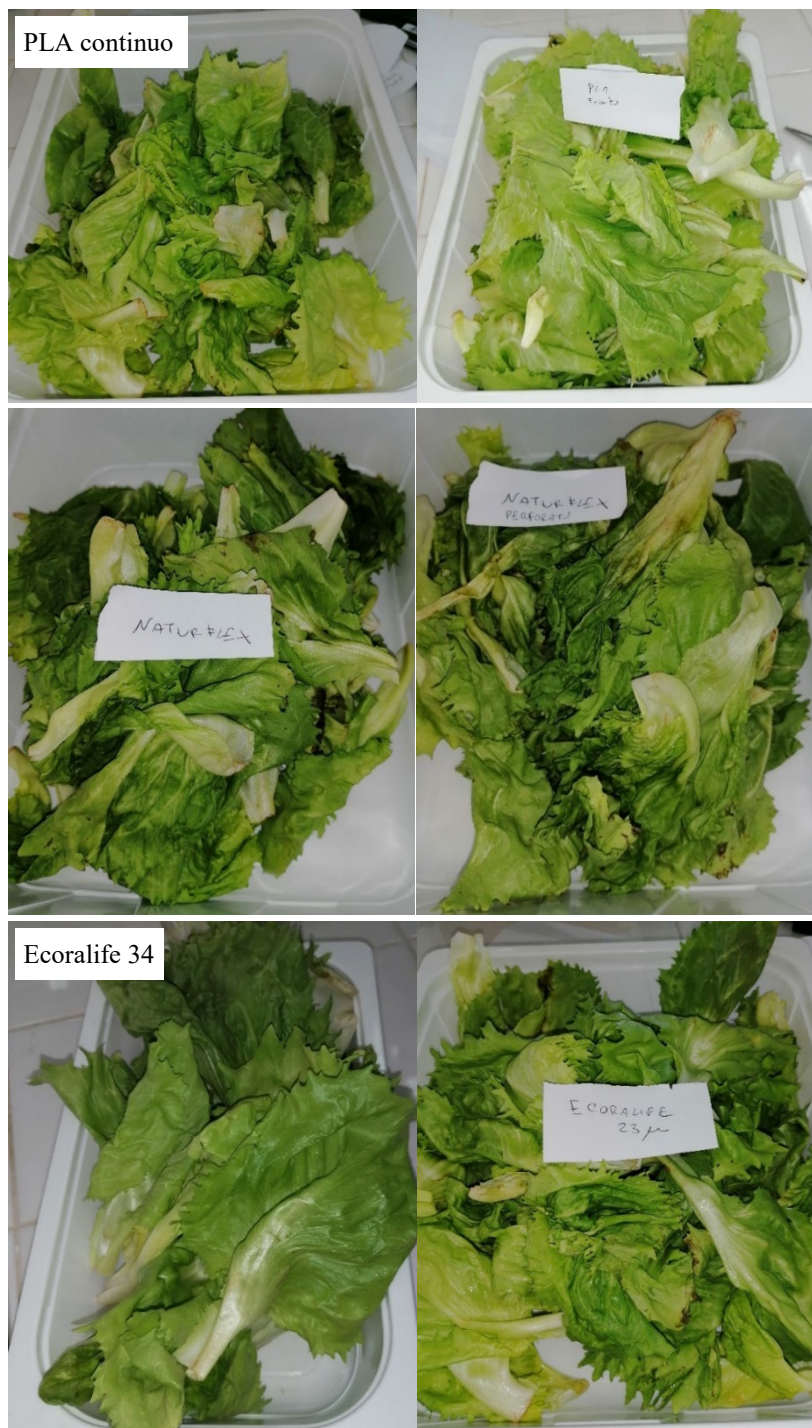 PLA continuo
PLA
NATURFLEX
NATURFLEX
PERFORATO
Ecoralife 34
ECORALIFE
23 µ